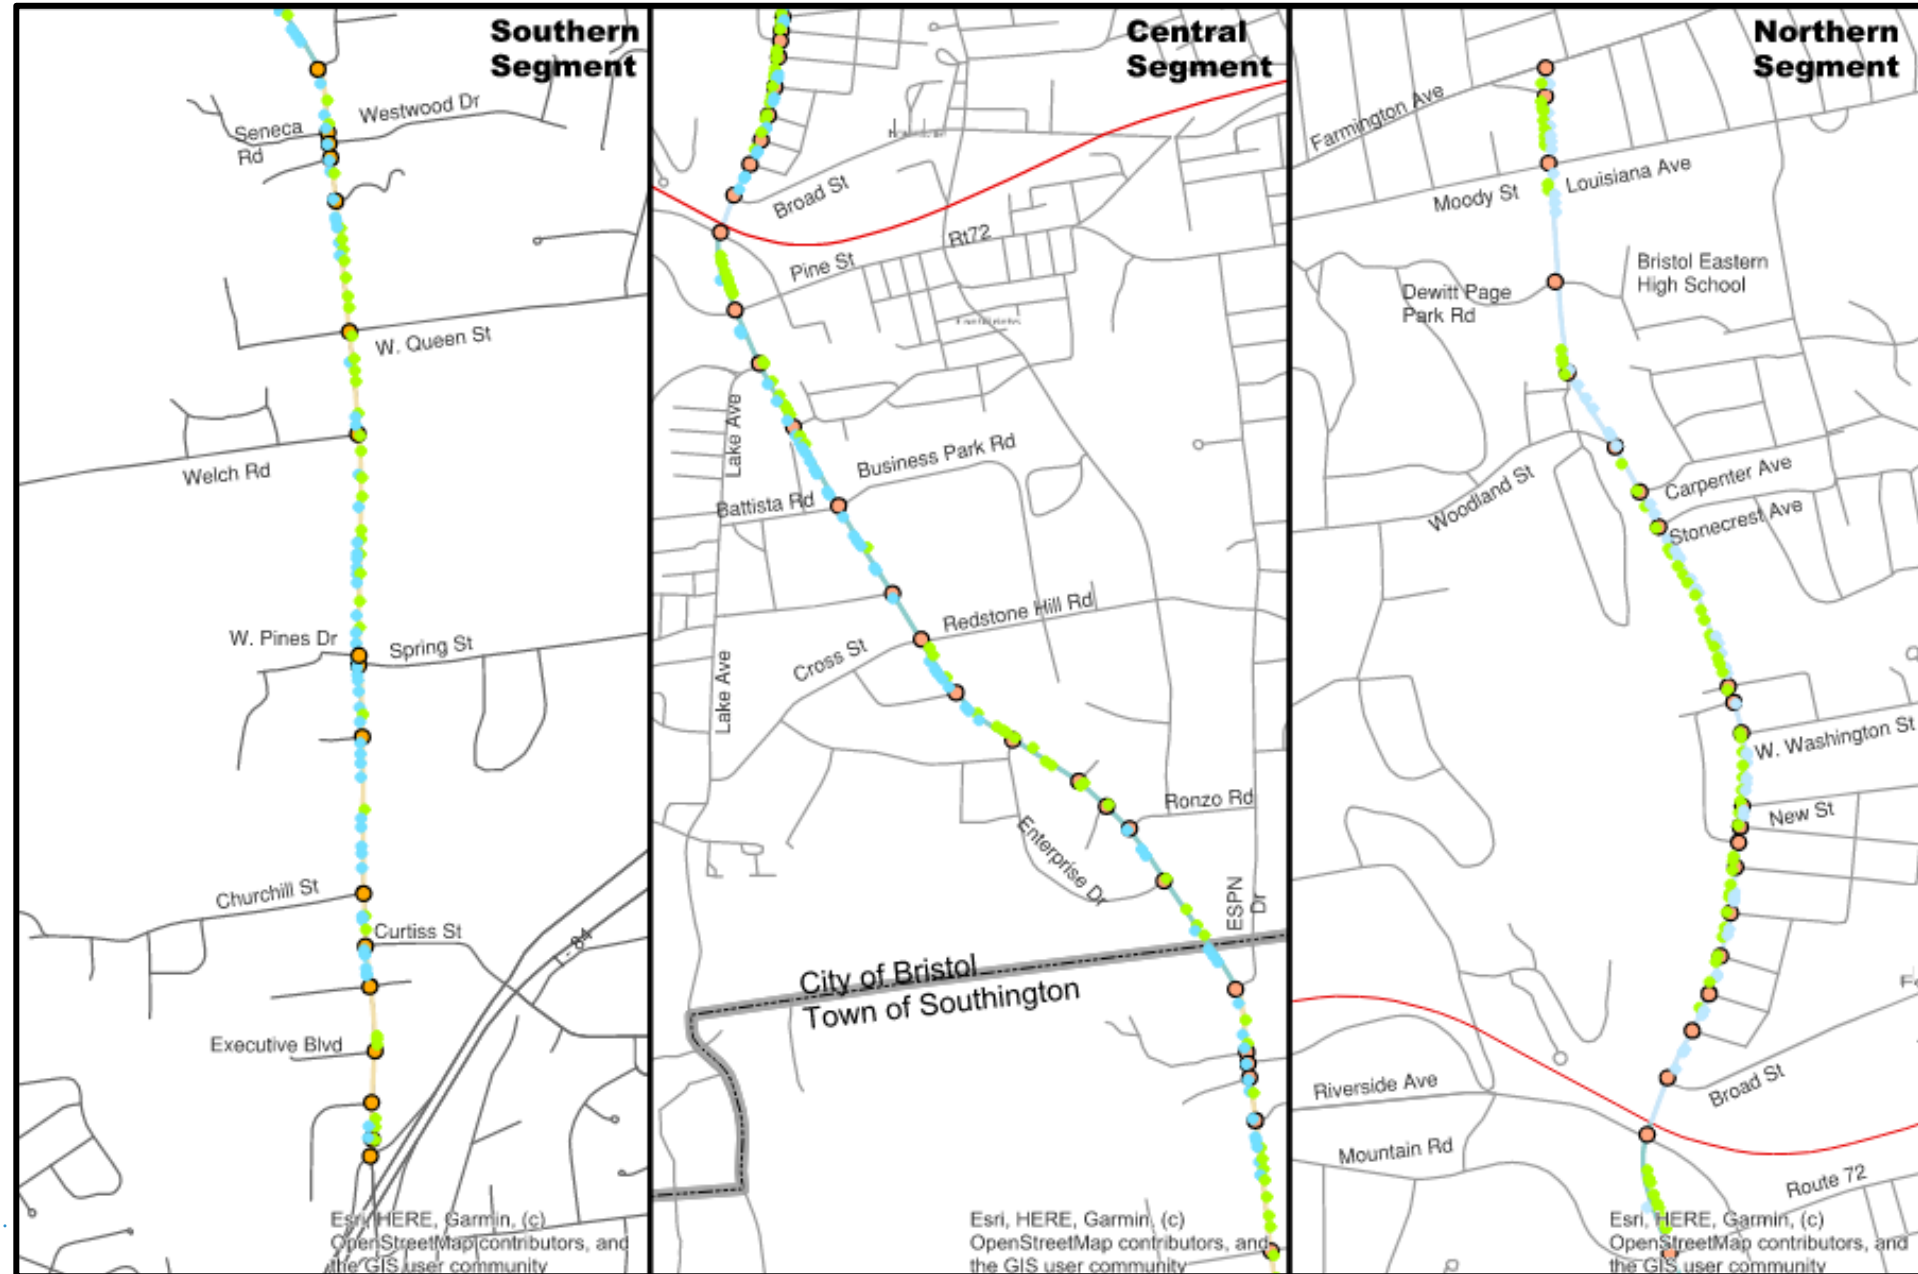 Southern
Segment
Westwood Dr
Seneca
Rd
W. Queen St
Welch Rd
W. Pines Dr
Spring St
Churchill St
Curtiss St
Executive Blvd
84
Esri, HERE, Garmin, (c)
OpenStreetMap contributors, and
the GIS user community
Central
Segment
Broad St
Rt72
Pine St
Lake Ave
Business Park Rd
Battista Rd
Redstone Hill Rd
Cross St
Lake Ave
Ronzo Rd
Enterprise Dr
ESPN
Dr
City of Bristol
Town of Southington
Esri, HERE, Garmin, (c)
OpenStreetMap contributors, and
the GIS user community
Northern
Segment
Farmington Ave
Louisiana Ave
Moody St
Bristol Eastern
High School
Dewitt Page
Park Rd
Carpenter Ave
Woodland St
Stonecrest Ave
W. Washington St
New St
Broad St
Riverside Ave
Mountain Rd
Route 72
Esri, HERE, Garmin, (c)
OpenStreetMap contributors, and
the GIS user community